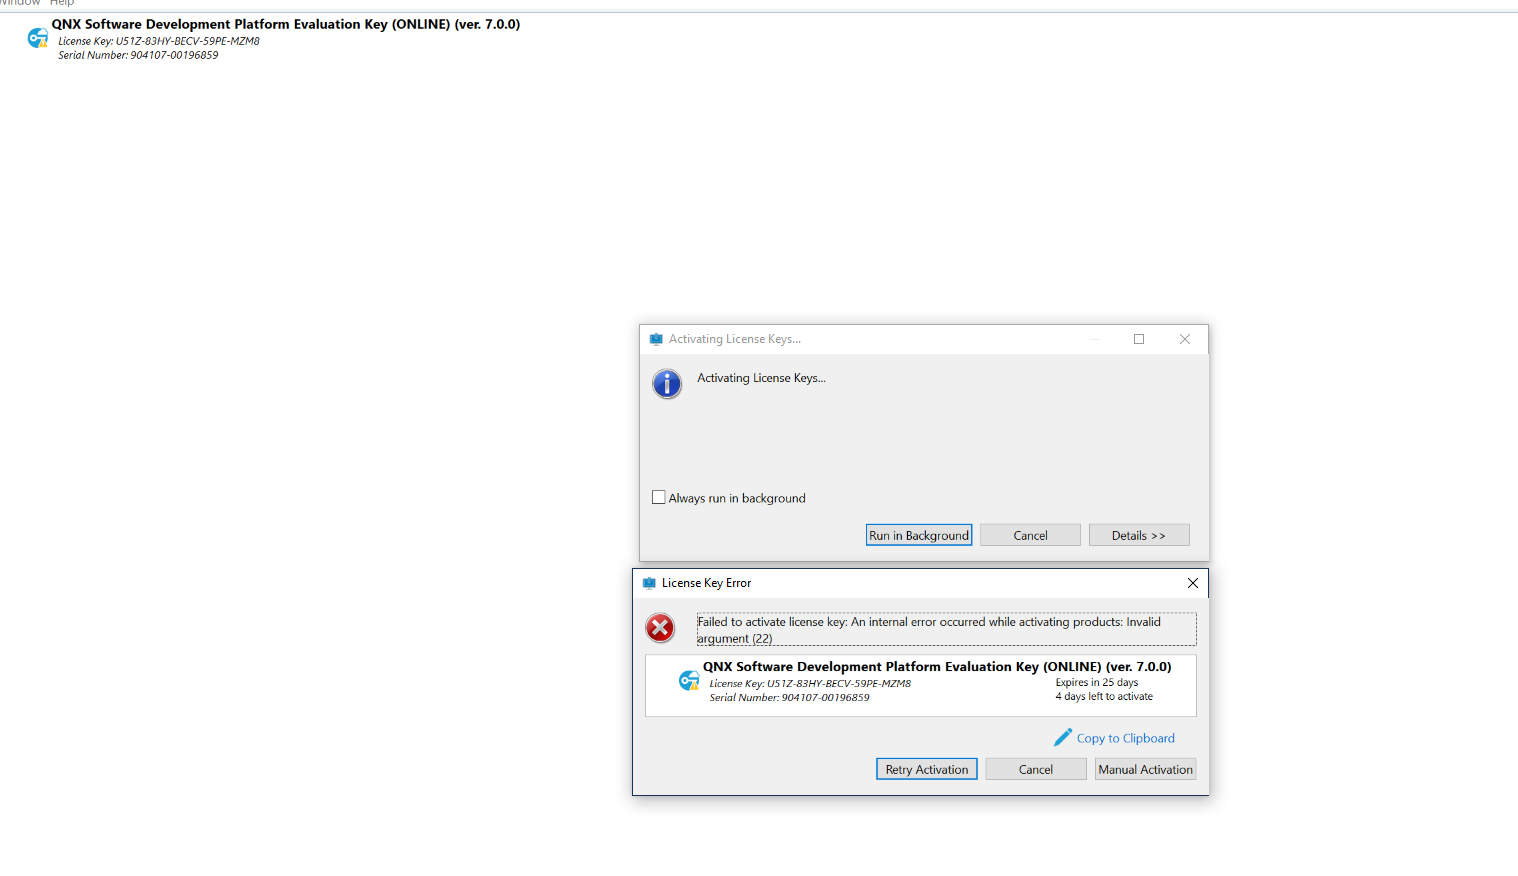 Window Help
QNX Software Development Platform Evaluation Key (ONLINE) (ver. 7.0.0)
License Key: U51Z-83HY-BECV-59PE-MZM8
Serial Number: 904107-00196859
Activating License Keys...
Activating License Keys...
Always run in background
Run in Background Cancel Details >>
License Key Error
Failed to activate license key: An internal error occurred while activating products: Invalid
argument (22)
QNX Software Development Platform Evaluation Key (ONLINE) (ver. 7.0.0)
License Key: U51Z-83HY-BECV-59PE-MZM8 Expires in 25 days
Serial Number: 904107-00196859 4 days left to activate
Copy to Clipboard
Retry Activation Cancel Manual Activation